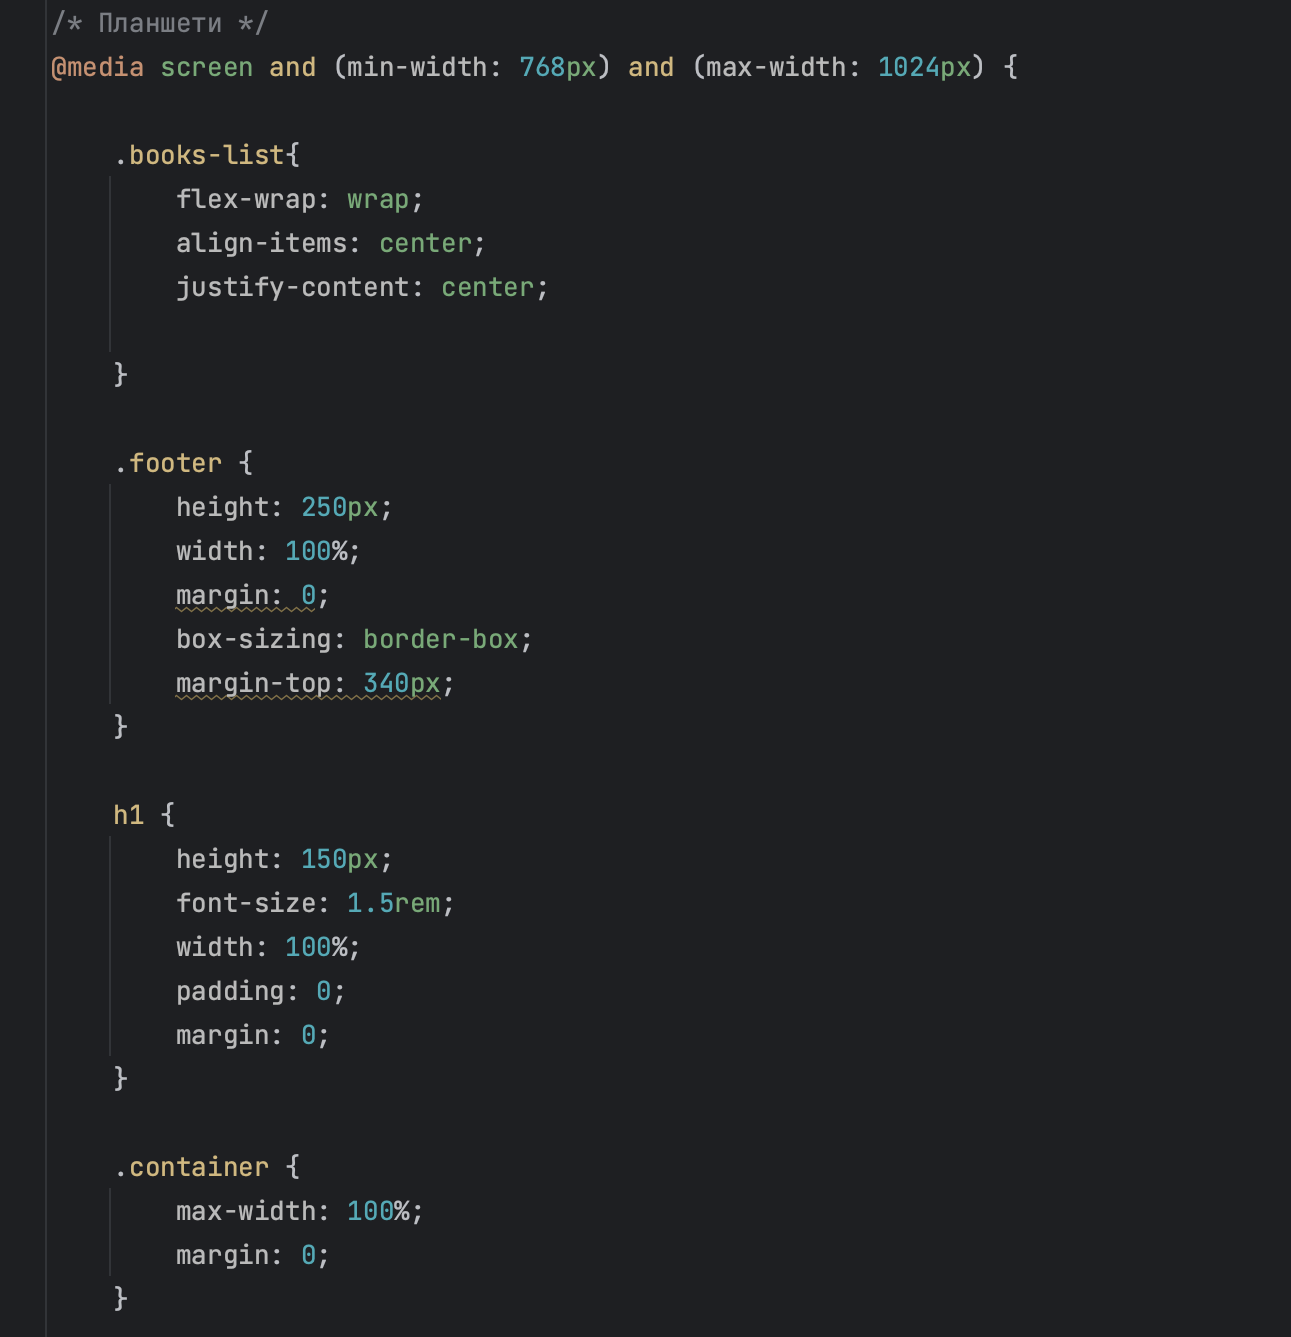 /* Планшети */
@media screen and (min-width: 768px) and (max-width: 1024px) {
.books-list{
flex-wrap: wrap;
align-items: center;
justify-content: center;
}
.footer {
height: 250px;
width: 100%;
margin: 0;
box-sizing: border-box;
margin-top: 340px;
}
h1 {
height: 150px;
font-size: 1.5rem;
width: 100%;
padding: 0;
margin: 0;
}
.container {
max-width: 100%;
margin: 0;
}